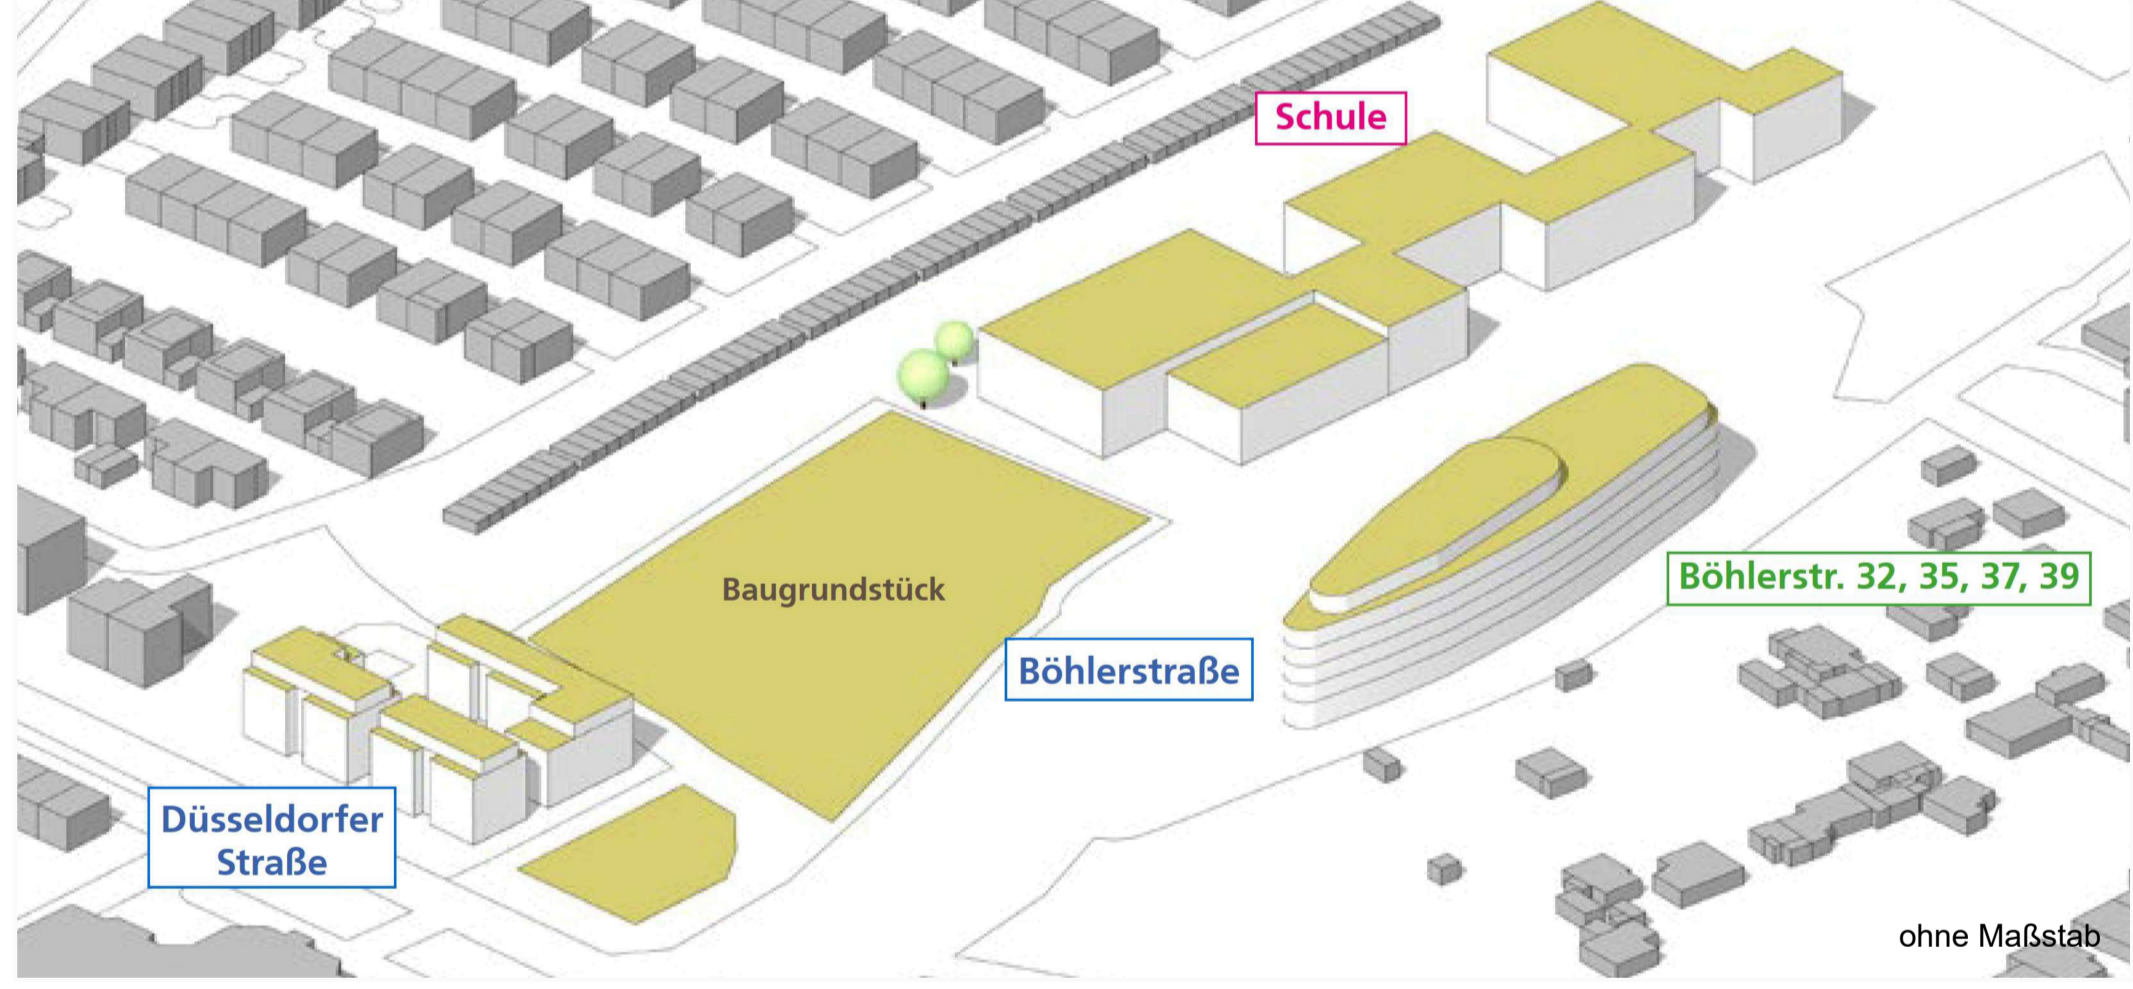 Schule
Böhlerstr. 32, 35, 37, 39
Baugrundstück
Böhlerstraße
Düsseldorfer
Straße
ohne Maßstab